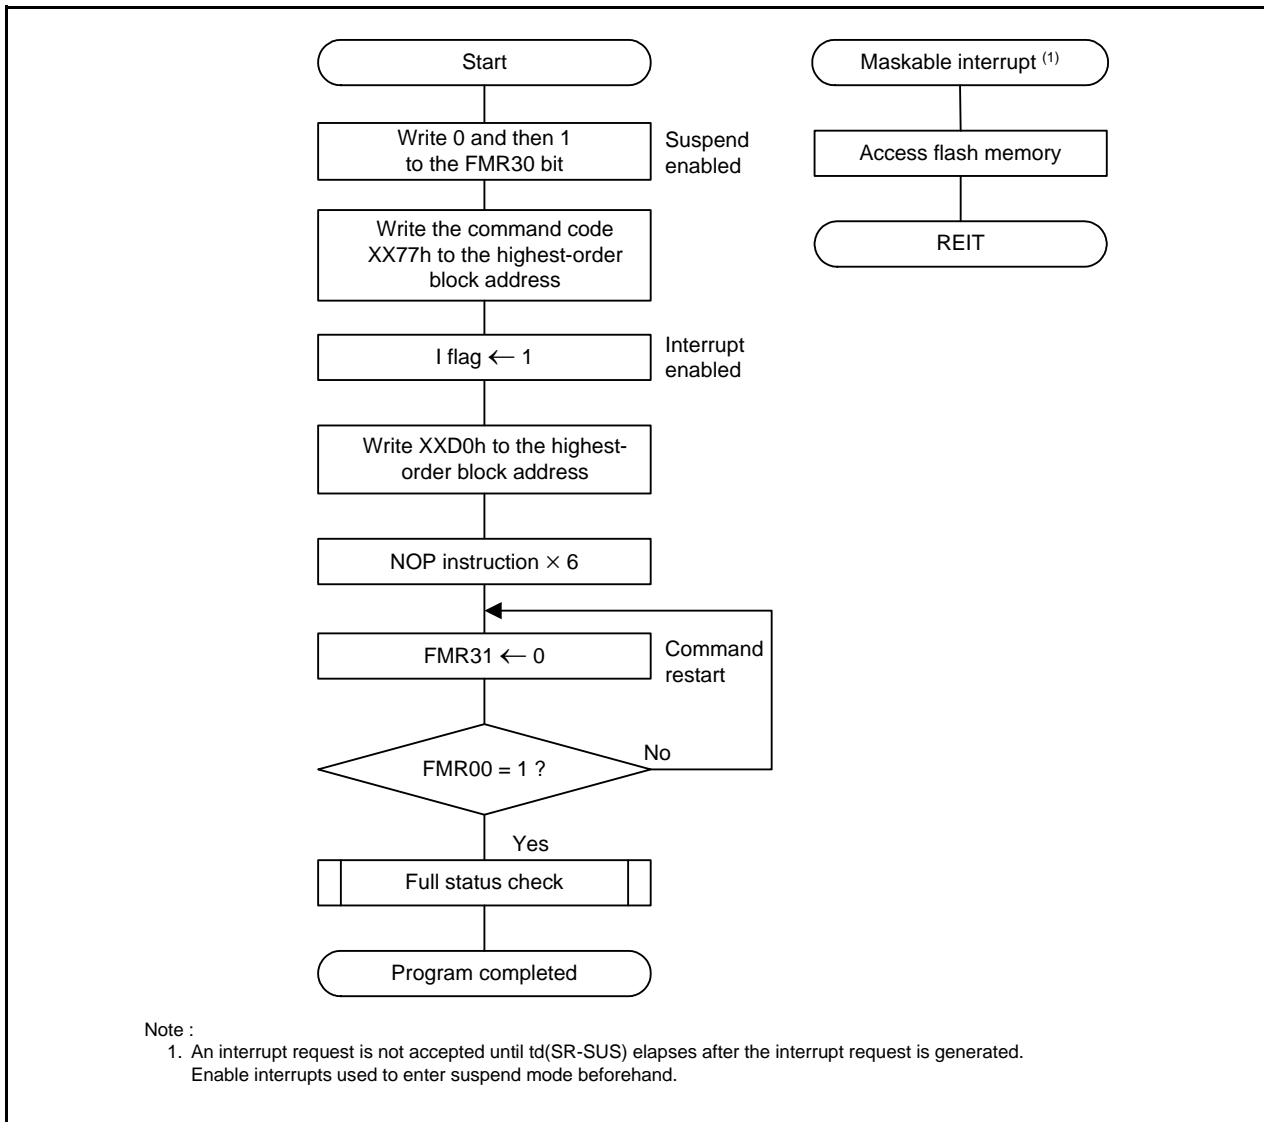 Start
Write 0 and then 1
to the FMR30 bit
Suspend
enabled
Write the command code
XX77h to the highest-order
block address
I flag ← 1
Interrupt
enabled
Write XXD0h to the highest-
order block address
NOP instruction × 6
FMR31 ← 0
Command
restart
FMR00 = 1 ?
No
Yes
Full status check
Program completed
Maskable interrupt (1)
Access flash memory
REIT
Note :
1. An interrupt request is not accepted until td(SR-SUS) elapses after the interrupt request is generated.
Enable interrupts used to enter suspend mode beforehand.